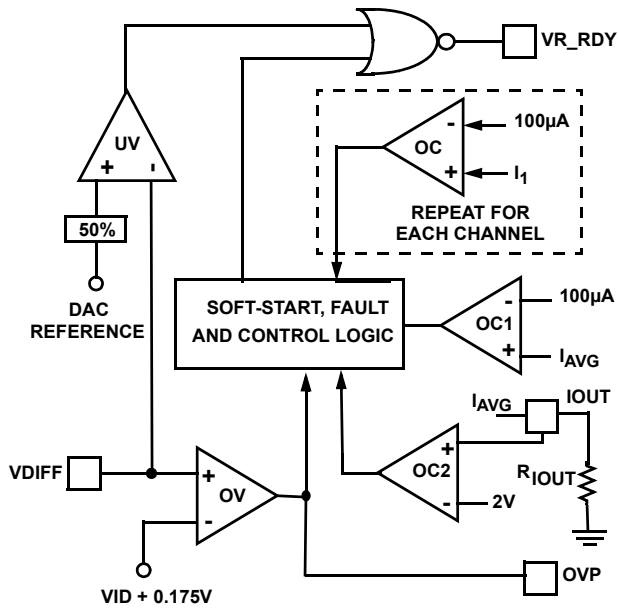 VR_RDY
UV
+ -
50%
DAC
REFERENCE
- 100µA
OC
+ I1
REPEAT FOR
EACH CHANNEL
SOFT-START, FAULT
AND CONTROL LOGIC
- 100µA
OC1
+ IAVG
IAVG IOUT
+
OC2
- 2V
RIOUT
VDIFF
+
OV
-
VID + 0.175V
OVP